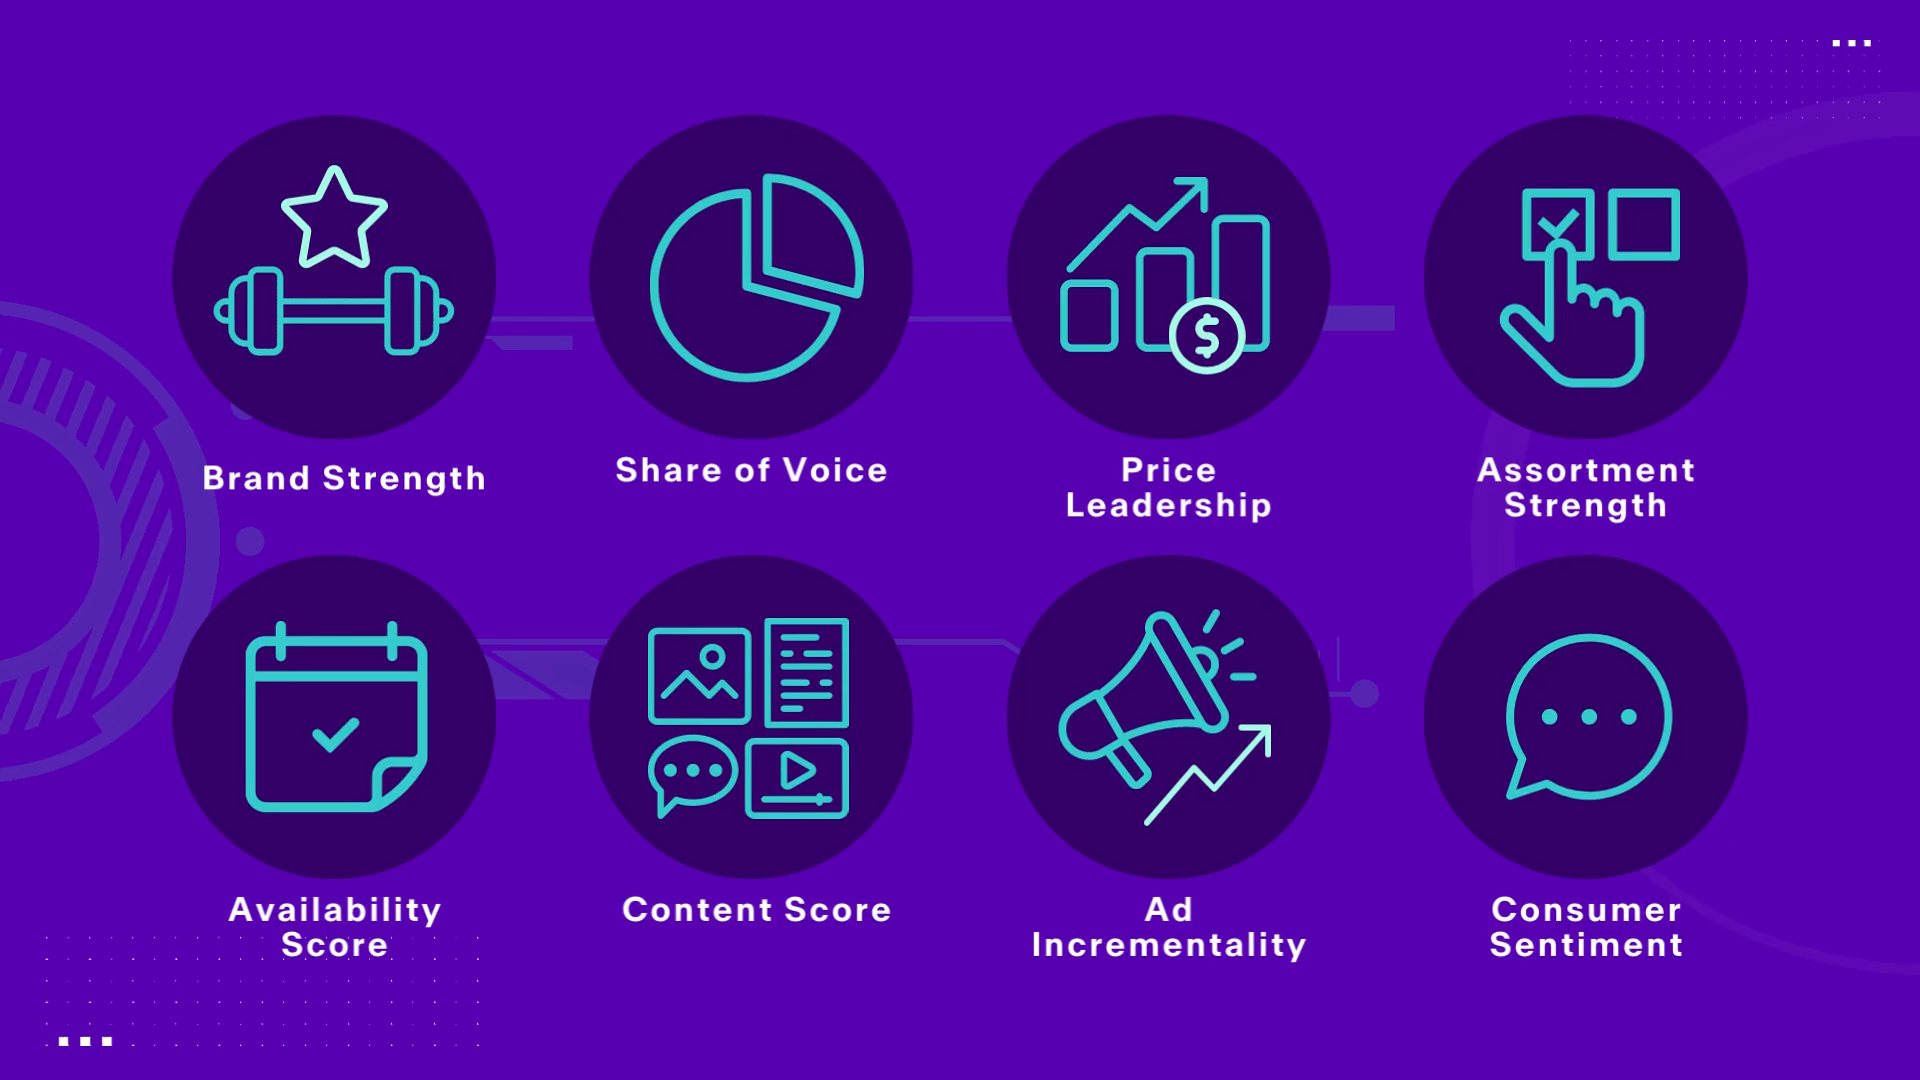 Brand Strength
Share of Voice
Price
Leadership
Assortment
Strength
$
Availability
Score
Content Score
Ad
Incrementality
Consumer
Sentiment